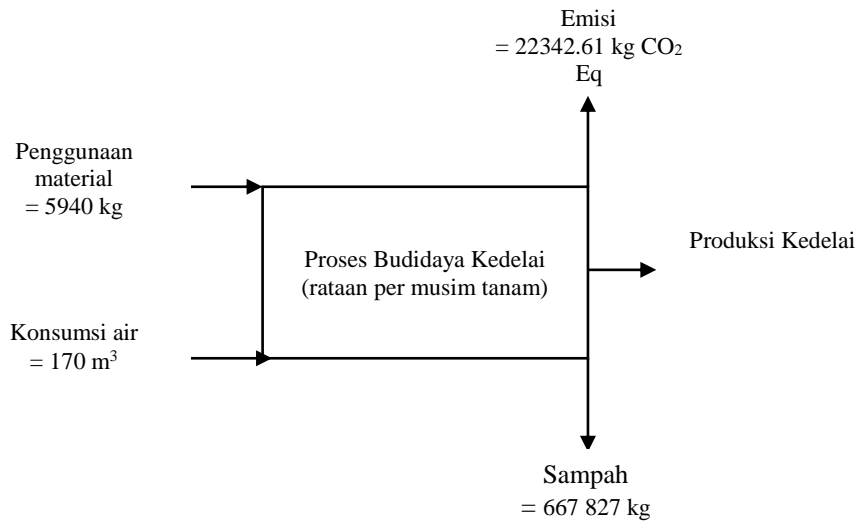 Emisi
= 22342.61 kg CO₂
Eq
Penggunaan
material
= 5940 kg
Proses Budidaya Kedelai
(rataan per musim tanam)
Produksi Kedelai
Konsumsi air
= 170 m³
Sampah
= 667 827 kg